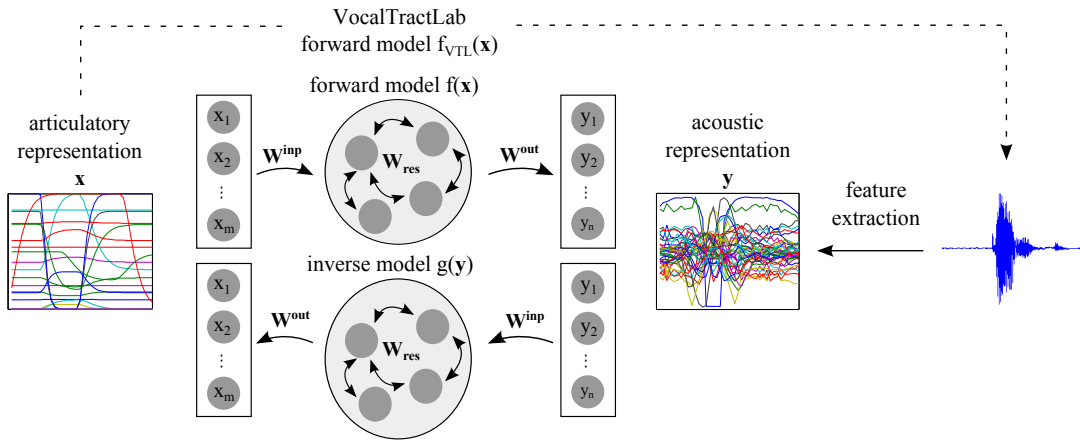 VocalTractLab
forward model f_VTL(x)
forward model f(x)
articulatory
representation
x
x₁
x₂
⋮
xₘ
W^inp
W_res
W^out
y₁
y₂
⋮
yₙ
acoustic
representation
y
feature
extraction
inverse model g(y)
x₁
x₂
⋮
xₘ
W^out
W_res
W^inp
y₁
y₂
⋮
yₙ